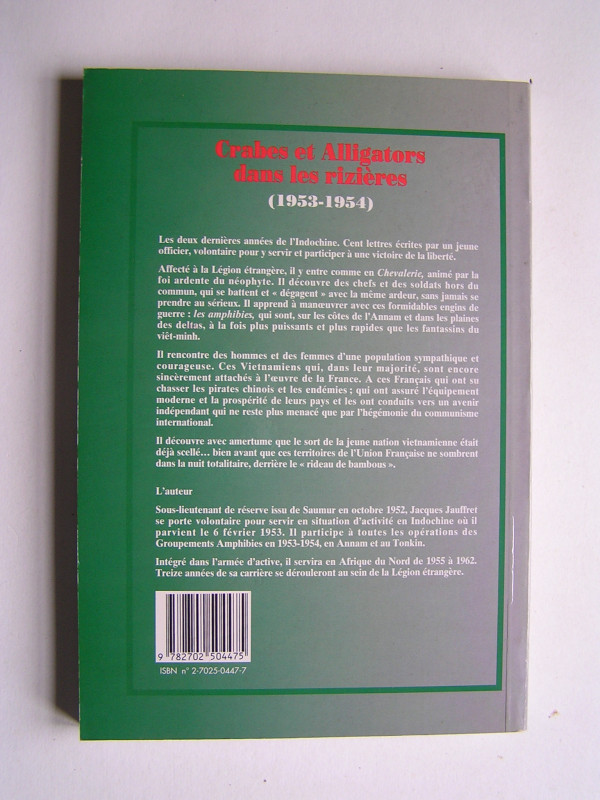 Crabes et Alligators
dans les rizières
(1953-1954)
Les deux dernières années de l'Indochine. Cent lettres écrites par un jeune
officier, volontaire pour y servir et participer à une victoire de la liberté.
Affecté à la Légion étrangère, il y entre comme en Chevalerie, animé par la
foi ardente du néophyte. Il découvre des chefs et des soldats hors du
commun, qui se battent et « dégagent » avec la même ardeur, sans jamais se
prendre au sérieux. Il apprend à manœuvrer avec ces formidables engins de
guerre : les amphibies, qui sont, sur les côtes de l'Annam et dans les plaines
des deltas, à la fois plus puissants et plus rapides que les fantassins du
viêt-minh.
Il rencontre des hommes et des femmes d'une population sympathique et
courageuse. Ces Vietnamiens qui, dans leur majorité, sont encore
sincèrement attachés à l'œuvre de la France. A ces Français qui ont su
chasser les pirates chinois et les endémies ; qui ont assuré l'équipement
moderne et la prospérité de leurs pays et les ont conduits vers un avenir
indépendant qui ne reste plus menacé que par l'hégémonie du communisme
international.
Il découvre avec amertume que le sort de la jeune nation vietnamienne était
déjà scellé... bien avant que ces territoires de l'Union Française ne sombrent
dans la nuit totalitaire, derrière le « rideau de bambous ».
L'auteur
Sous-lieutenant de réserve issu de Saumur en octobre 1952, Jacques Jauffret
se porte volontaire pour servir en situation d'activité en Indochine où il
parvient le 6 février 1953. Il participe à toutes les opérations des
Groupements Amphibies en 1953-1954, en Annam et au Tonkin.
Intégré dans l'armée d'active, il servira en Afrique du Nord de 1955 à 1962.
Treize années de sa carrière se dérouleront au sein de la Légion étrangère.
9 782702 504475
ISBN n° 2-7025-0447-7